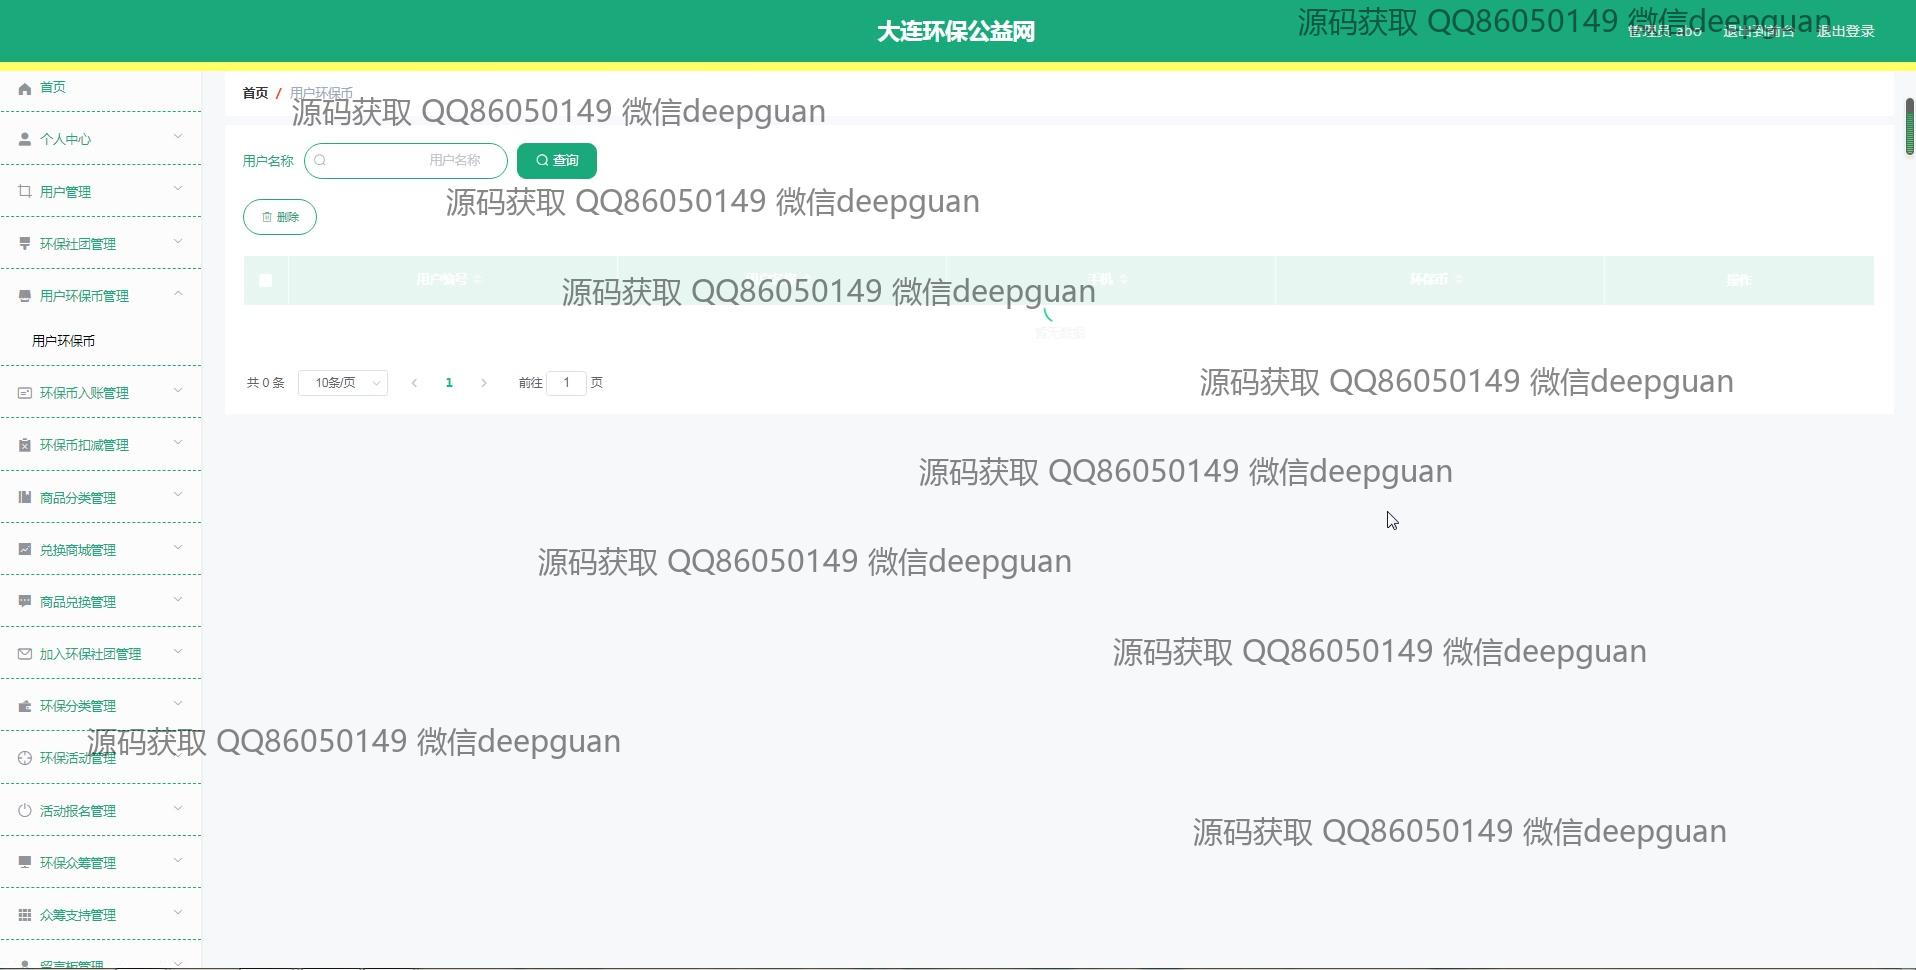 大连环保公益网
源码获取 QQ86050149 微信deepguan
管理员 abo 退出到前台 退出登录
首页
个人中心
用户管理
环保社团管理
用户环保币管理
用户环保币
环保币入账管理
环保币扣减管理
商品分类管理
兑换商城管理
商品兑换管理
加入环保社团管理
环保分类管理
环保活动管理
活动报名管理
环保众筹管理
众筹支持管理
留言板管理
首页 / 用户环保币
源码获取 QQ86050149 微信deepguan
用户名称 用户名称 查询
源码获取 QQ86050149 微信deepguan
删除
用户编号 手机 环保币 操作
源码获取 QQ86050149 微信deepguan
暂无数据
共 0 条 10条/页 1 前往 1 页
源码获取 QQ86050149 微信deepguan
源码获取 QQ86050149 微信deepguan
源码获取 QQ86050149 微信deepguan
源码获取 QQ86050149 微信deepguan
源码获取 QQ86050149 微信deepguan
源码获取 QQ86050149 微信deepguan